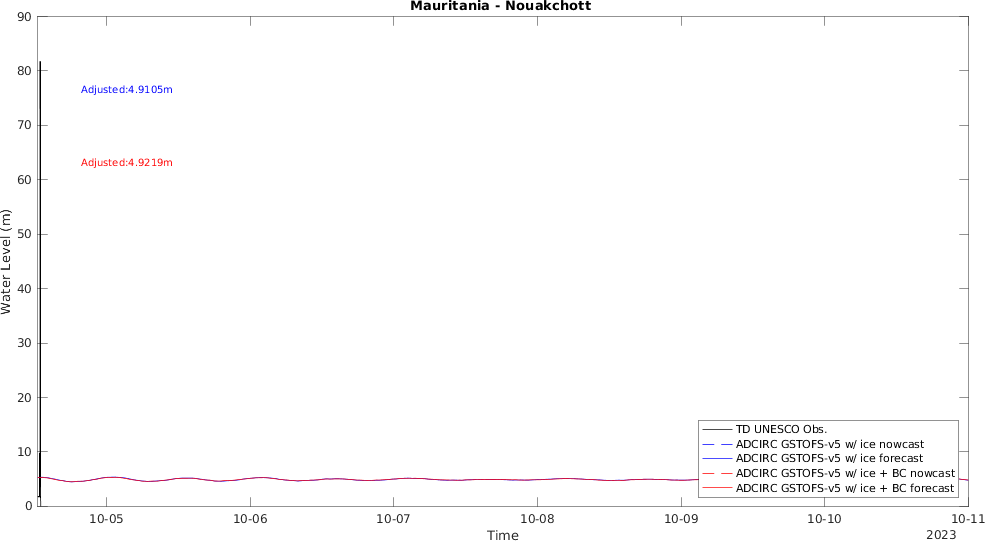 Mauritania - Nouakchott
90
80
70
60
50
40
30
20
10
0
Water Level (m)
Adjusted:4.9105m
Adjusted:4.9219m
TD UNESCO Obs.
ADCIRC GSTOFS-v5 w/ ice nowcast
ADCIRC GSTOFS-v5 w/ ice forecast
ADCIRC GSTOFS-v5 w/ ice + BC nowcast
ADCIRC GSTOFS-v5 w/ ice + BC forecast
10-05 10-06 10-07 10-08 10-09 10-10 10-11
Time
2023